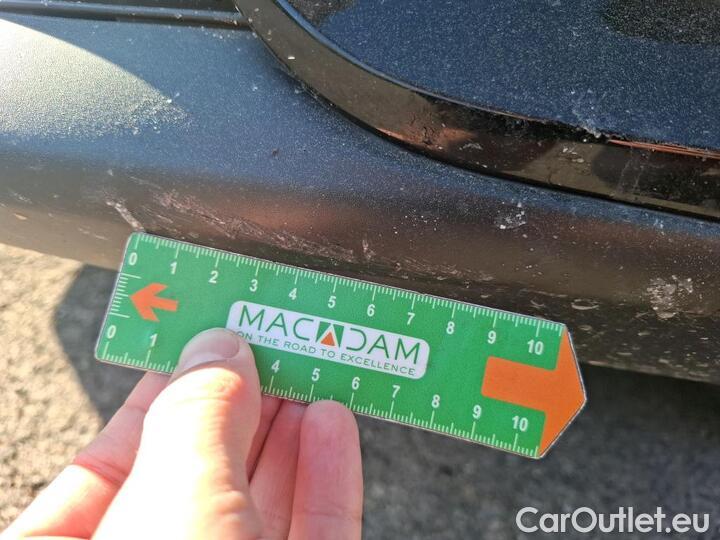 0 1 2 3 4 5 6 7 8 9 10
MACADAM
ON THE ROAD TO EXCELLENCE
0 1 4 5 6 7 8 9 10
CarOutlet.eu